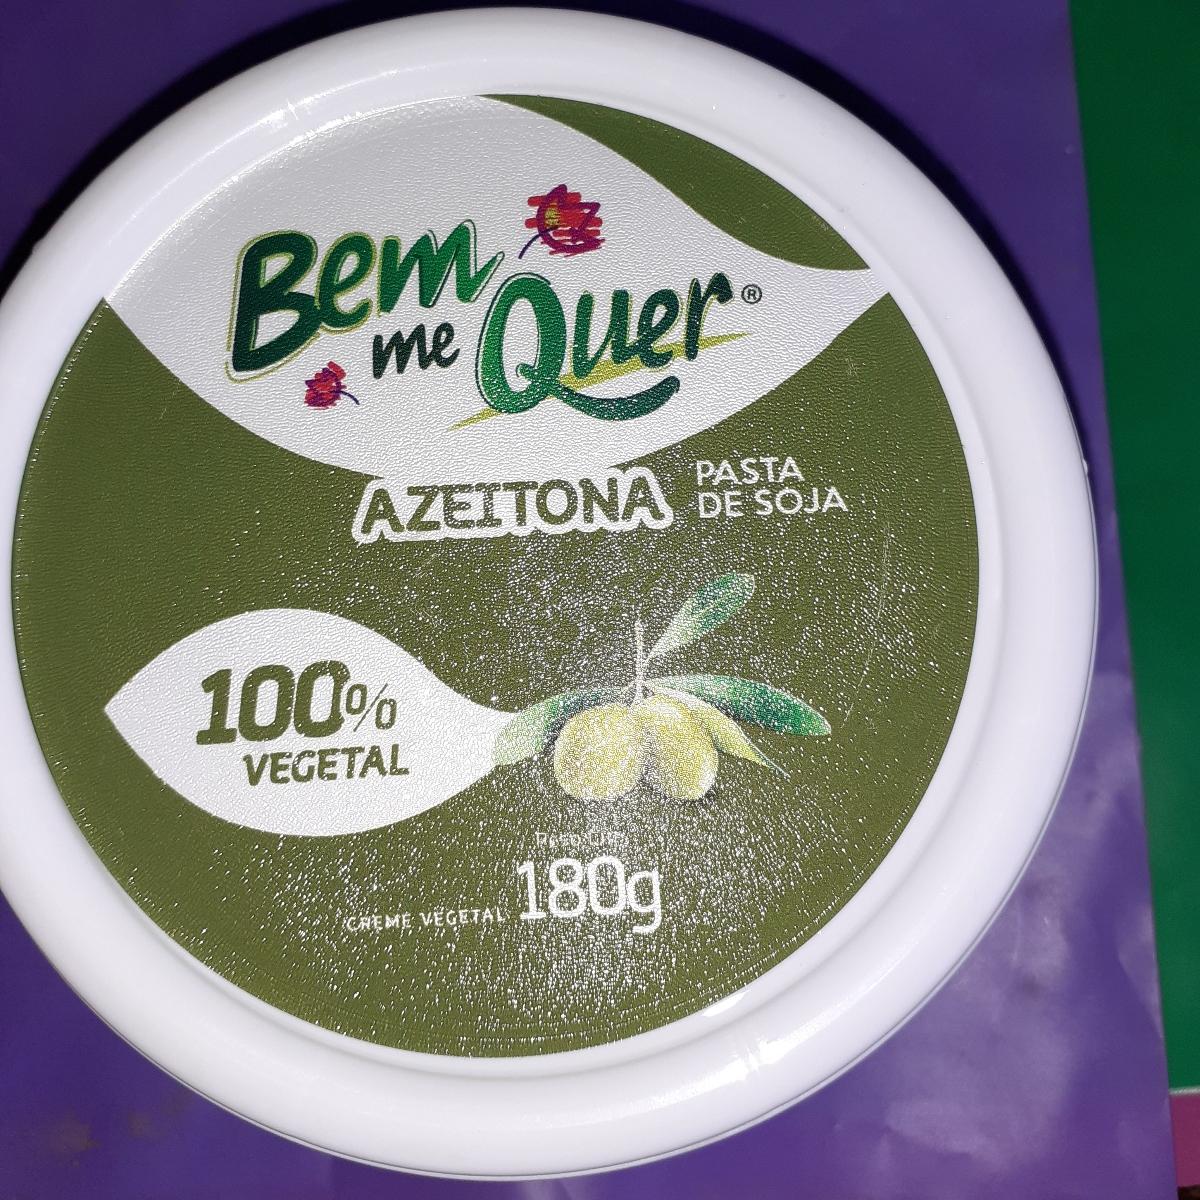 Bem
me Quer®
AZEITONA
PASTA
DE SOJA
100%
VEGETAL
CREME VEGETAL 180g